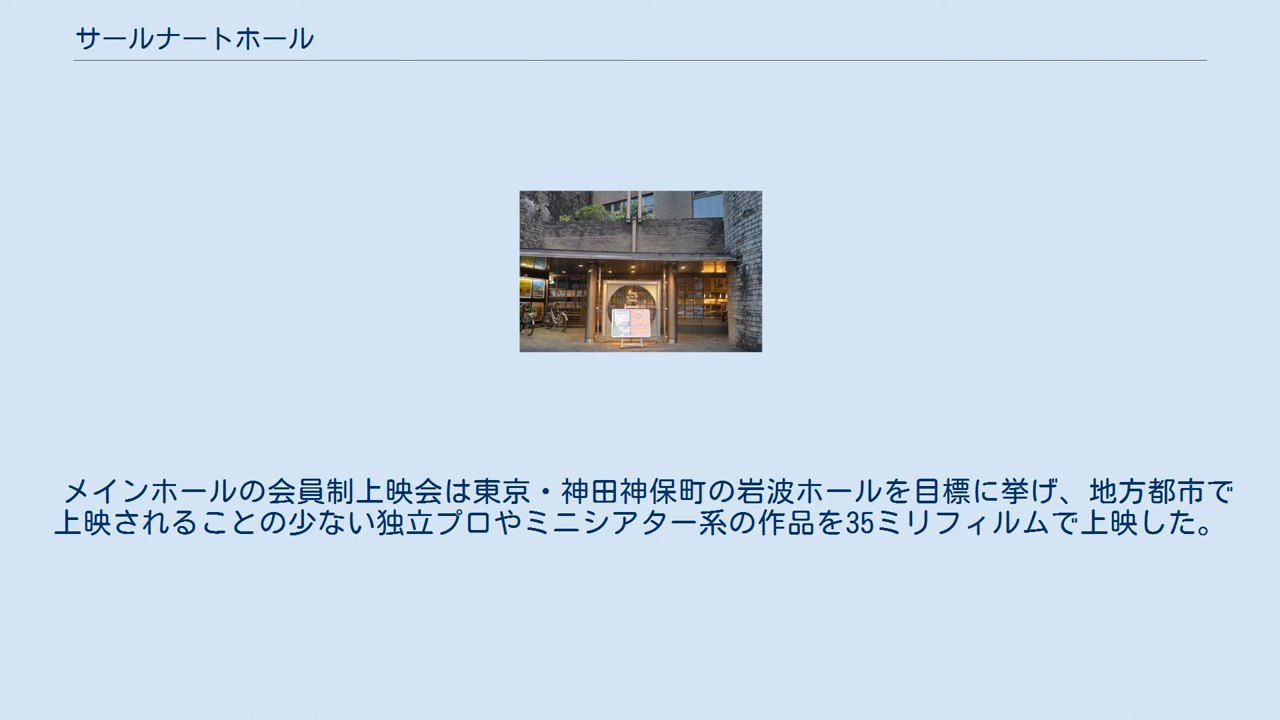 サールナートホール
メインホールの会員制上映会は東京・神田神保町の岩波ホールを目標に挙げ、地方都市で
上映されることの少ない独立プロやミニシアター系の作品を35ミリフィルムで上映した。